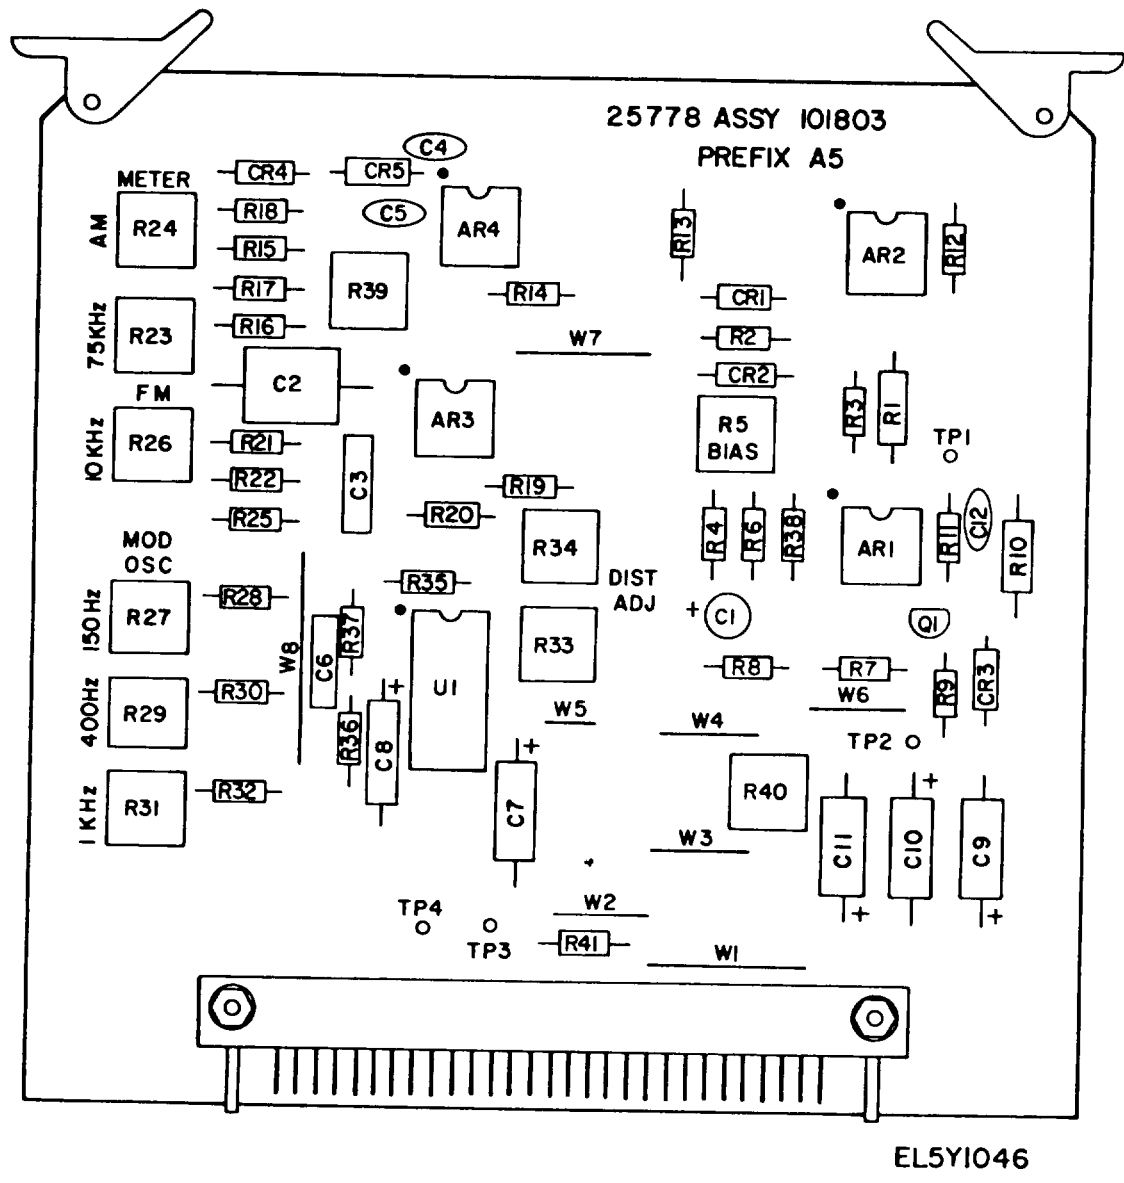 25778 ASSY 101803
PREFIX A5
C4
CR4
CR5
METER
AM
R24
R18
C5
AR4
R13
AR2
R12
R15
R17
R39
R14
CR1
75KHz
R23
R16
W7
R2
FM
C2
CR2
10KHz
R26
R21
AR3
R5
BIAS
R3
R1
TP1
R22
C3
R19
R25
R20
R4
R6
R38
AR1
R11
C12
R10
MOD
OSC
R34
DIST
ADJ
150Hz
R27
R28
R35
R37
W8
C6
R33
+
C1
Q1
U1
R8
R7
R9
CR3
400Hz
R29
R30
+
W5
W4
W6
R36
C8
TP2
+
1KHz
R31
R32
C7
R40
+
W3
C11
C10
C9
+
+
TP4
TP3
W2
R41
W1
EL5Y1046